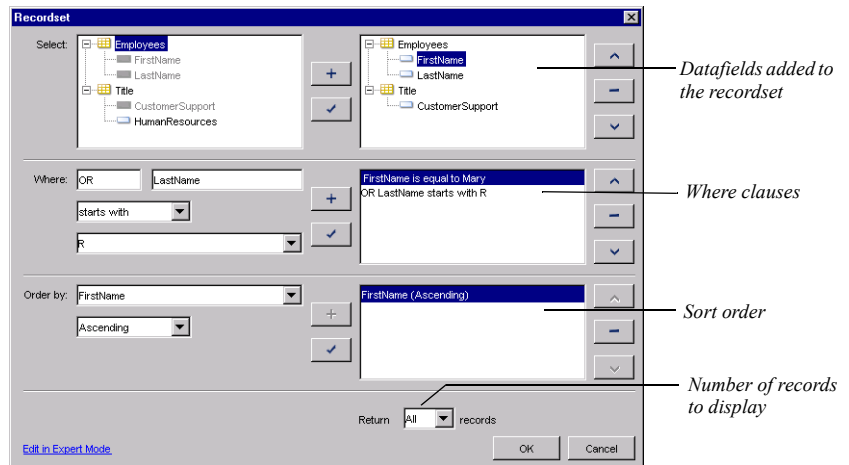 Recordset
Select:
Employees
FirstName
LastName
Title
CustomerSupport
HumanResources
Employees
FirstName
LastName
Title
CustomerSupport
Datafields added to
the recordset
Where:
OR
LastName
starts with
R
FirstName is equal to Mary
OR LastName starts with R
Where clauses
Order by:
FirstName
Ascending
FirstName (Ascending)
Sort order
Number of records
to display
Return
All
records
Edit in Expert Mode
OK
Cancel